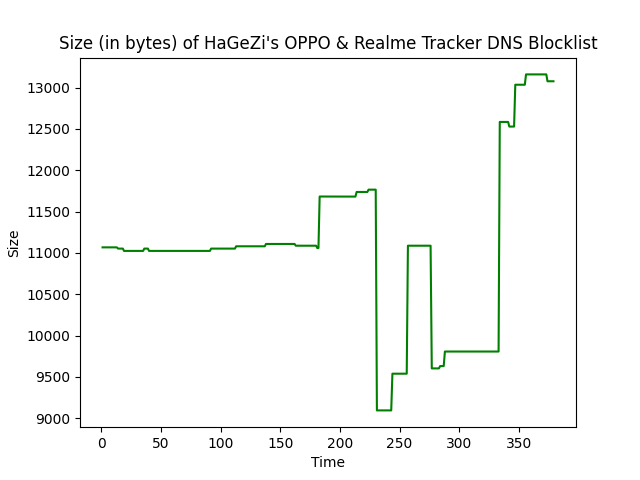 Size (in bytes) of HaGeZi's OPPO & Realme Tracker DNS Blocklist
13000
12500
12000
11500
11000
10500
10000
9500
9000
Size
0 50 100 150 200 250 300 350
Time